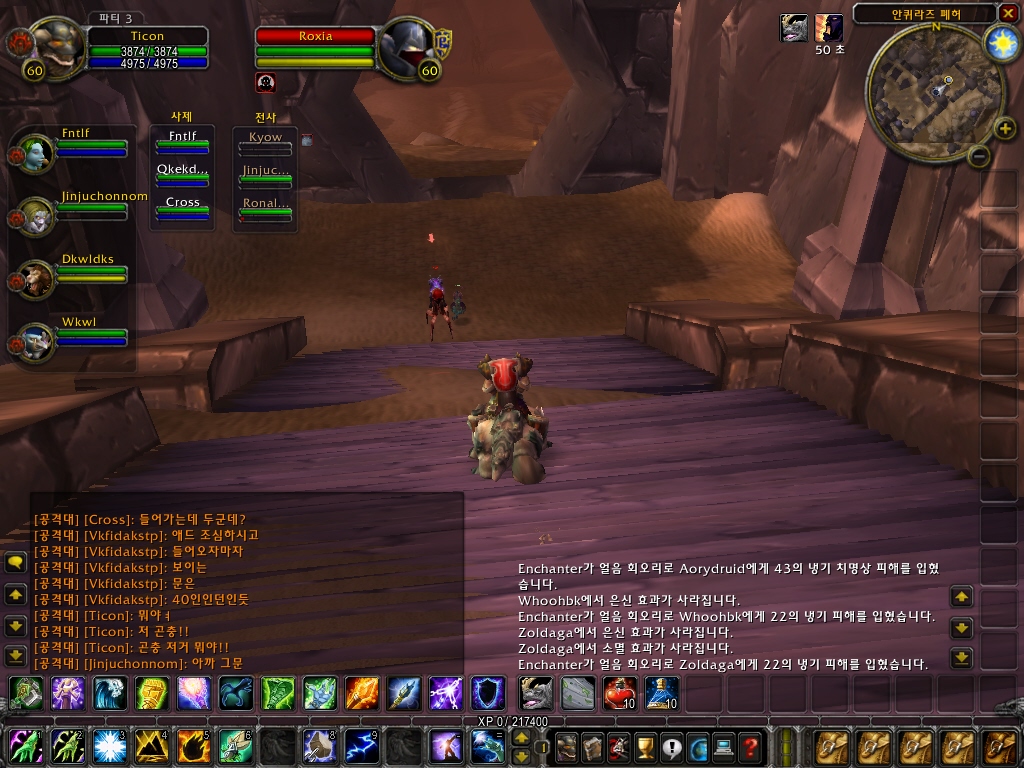 파티 3
Ticon
3874 / 3874
4975 / 4975
60
Roxia
60
50 초
안퀴라즈 폐허
N
사제
Fntlf
Qkekd...
Cross
전사
Kyow
Jinjuc...
Ronal...
Fntlf
Jinjuchonnom
Dkwldks
Wkwl
[공격대] [Cross]: 들어가는데 두군데?
[공격대] [Vkfidakstp]: 애드 조심하시고
[공격대] [Vkfidakstp]: 들어오자마자
[공격대] [Vkfidakstp]: 보이는
[공격대] [Vkfidakstp]: 문은
[공격대] [Vkfidakstp]: 40인인던인듯
[공격대] [Ticon]: 뭐야ㅕ
[공격대] [Ticon]: 저 곤충!!
[공격대] [Ticon]: 곤충 저거 뭐야!!
[공격대] [Jinjuchonnom]: 아까 그문
Enchanter가 얼음 회오리로 Aorydruid에게 43의 냉기 치명상 피해를 입혔
습니다.
Whoohbk에서 은신 효과가 사라집니다.
Enchanter가 얼음 회오리로 Whoohbk에게 22의 냉기 피해를 입혔습니다.
Zoldaga에서 은신 효과가 사라집니다.
Zoldaga에서 소멸 효과가 사라집니다.
Enchanter가 얼음 회오리로 Zoldaga에게 22의 냉기 피해를 입혔습니다.
10
10
XP 0 / 217400
1
2
3
4
5
6
8
9
-
=
1